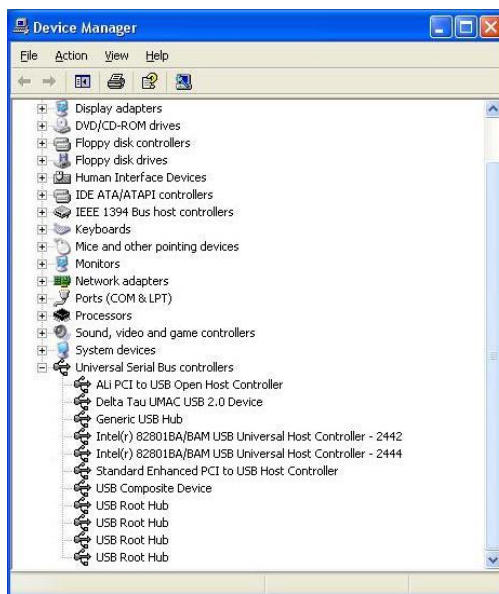 Device Manager
File Action View Help
Display adapters
DVD/CD-ROM drives
Floppy disk controllers
Floppy disk drives
Human Interface Devices
IDE ATA/ATAPI controllers
IEEE 1394 Bus host controllers
Keyboards
Mice and other pointing devices
Monitors
Network adapters
Ports (COM & LPT)
Processors
Sound, video and game controllers
System devices
Universal Serial Bus controllers
ALi PCI to USB Open Host Controller
Delta Tau UMAC USB 2.0 Device
Generic USB Hub
Intel(r) 82801BA/BAM USB Universal Host Controller - 2442
Intel(r) 82801BA/BAM USB Universal Host Controller - 2444
Standard Enhanced PCI to USB Host Controller
USB Composite Device
USB Root Hub
USB Root Hub
USB Root Hub
USB Root Hub